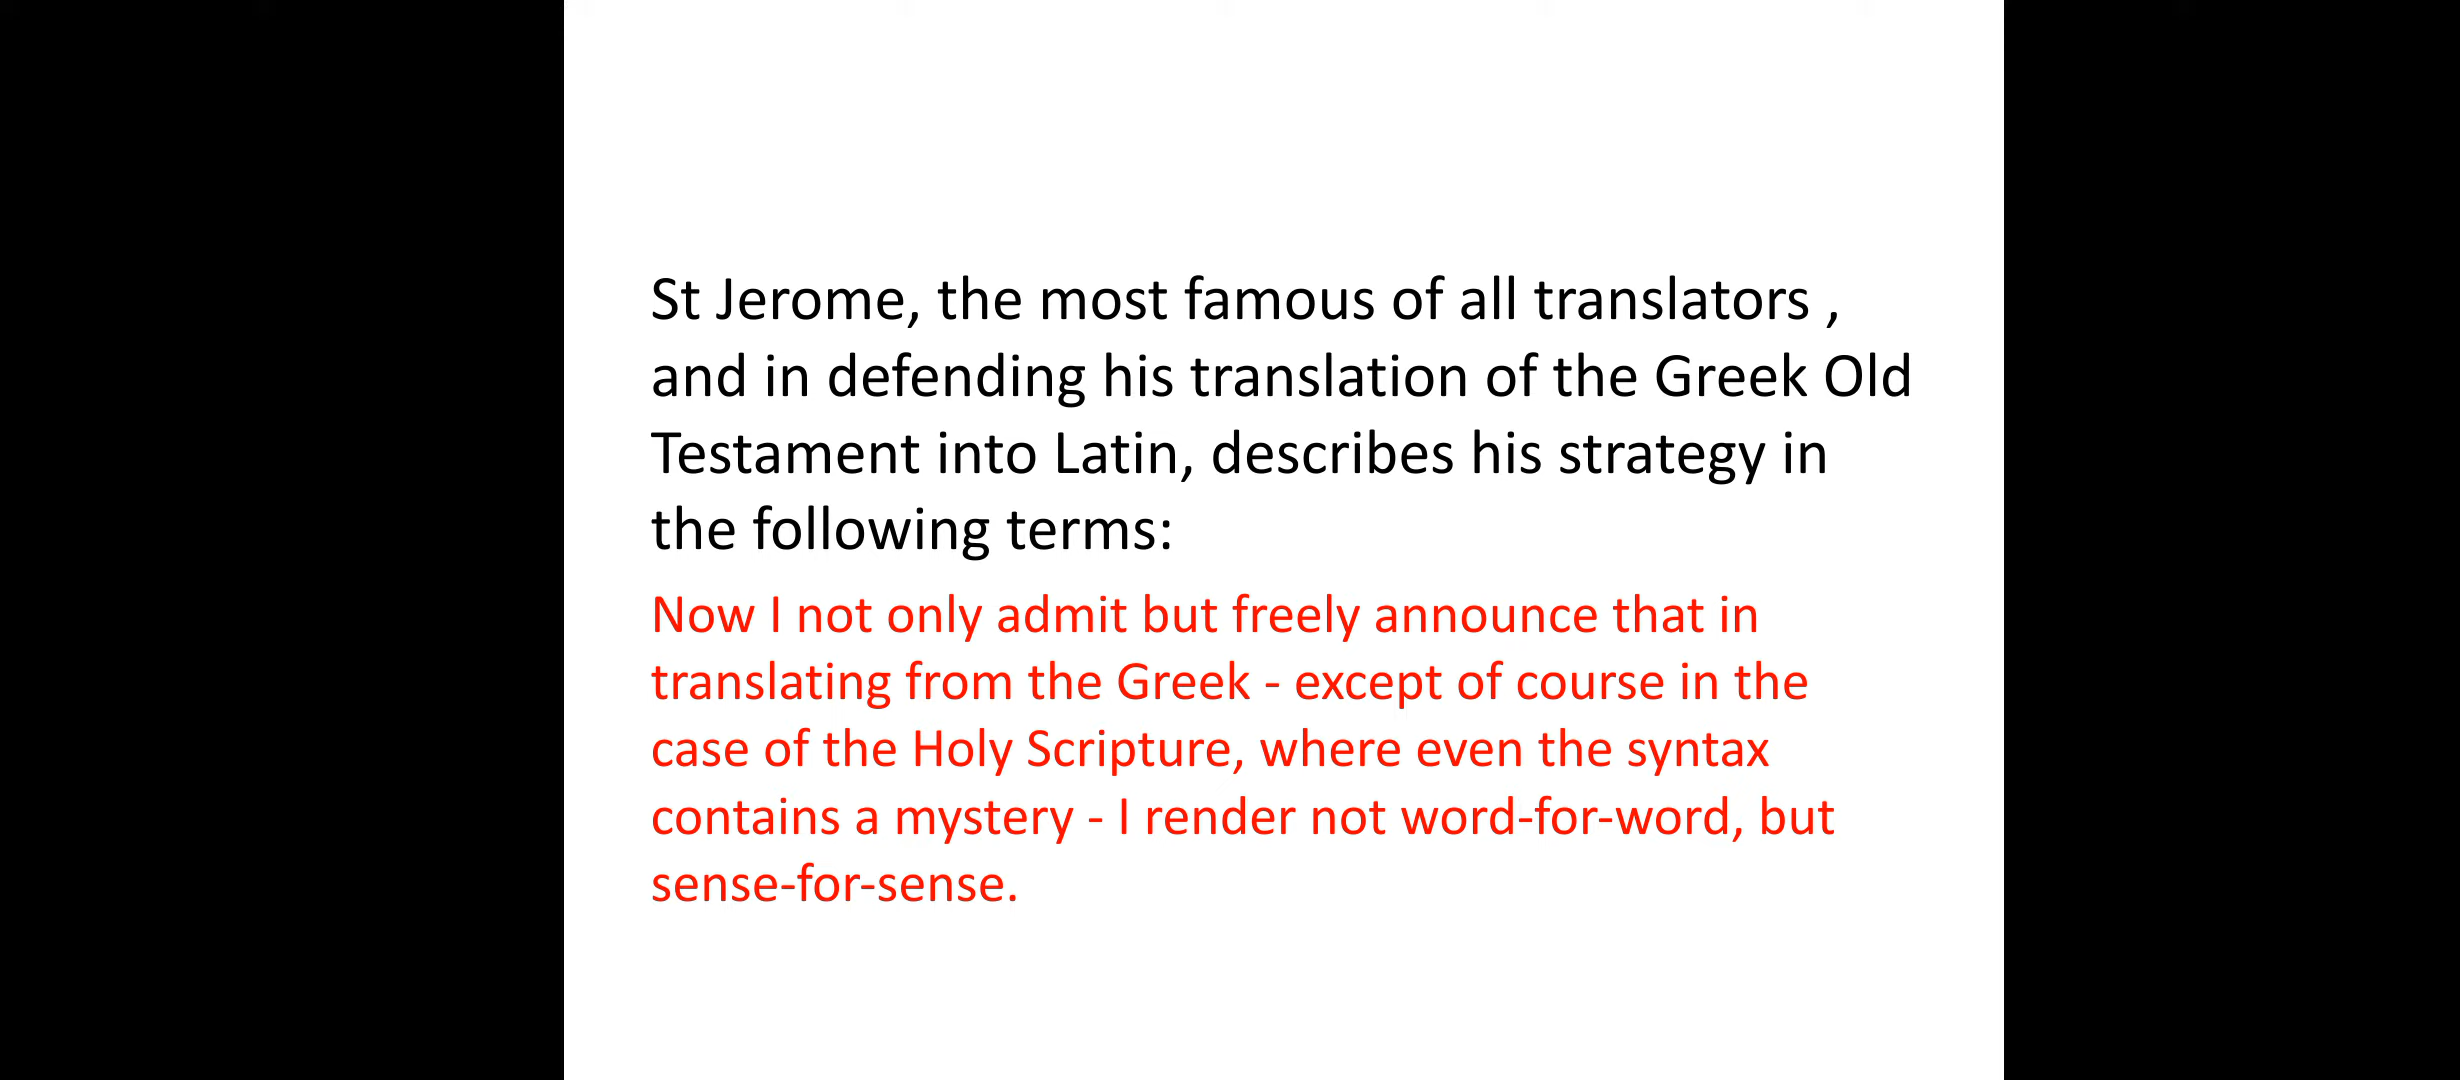 St Jerome, the most famous of all translators ,
and in defending his translation of the Greek Old
Testament into Latin, describes his strategy in
the following terms:
Now I not only admit but freely announce that in
translating from the Greek - except of course in the
case of the Holy Scripture, where even the syntax
contains a mystery - I render not word-for-word, but
sense-for-sense.